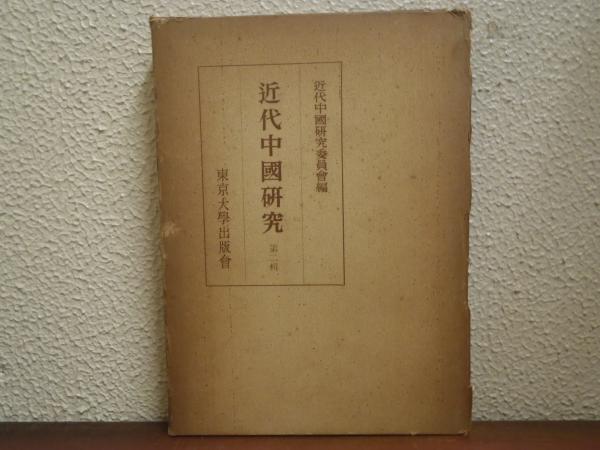 近代中國研究委員會編
近代中國研究 第二輯
東京大學出版會